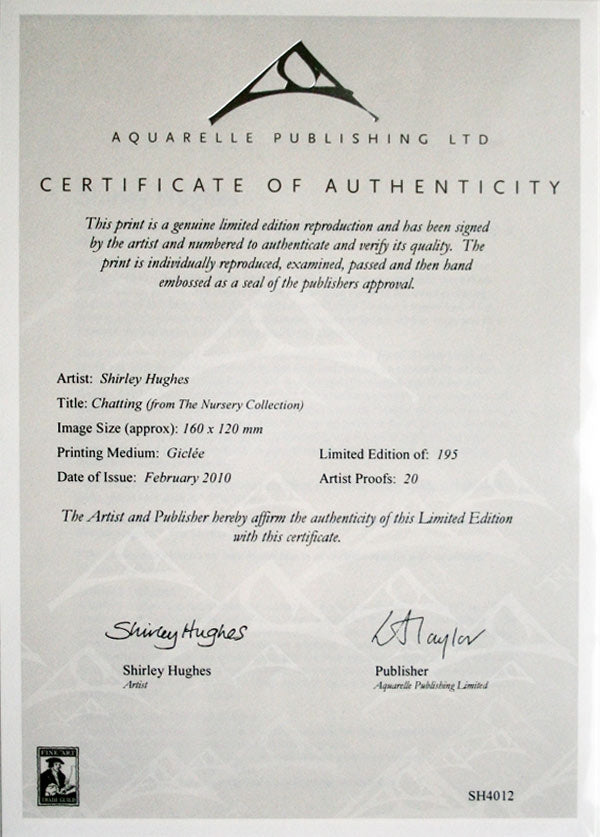 AQUARELLE PUBLISHING LTD
CERTIFICATE OF AUTHENTICITY
This print is a genuine limited edition reproduction and has been signed
by the artist and numbered to authenticate and verify its quality. The
print is individually reproduced, examined, passed and then hand
embossed as a seal of the publishers approval.
Artist: Shirley Hughes
Title: Chatting (from The Nursery Collection)
Image Size (approx): 160 x 120 mm
Printing Medium: Giclée
Limited Edition of: 195
Date of Issue: February 2010
Artist Proofs: 20
The Artist and Publisher hereby affirm the authenticity of this Limited Edition
with this certificate.
Shirley Hughes
Taylor
Shirley Hughes
Publisher
Artist
Aquarelle Publishing Limited
FINE ART
TRADE GUILD
SH4012